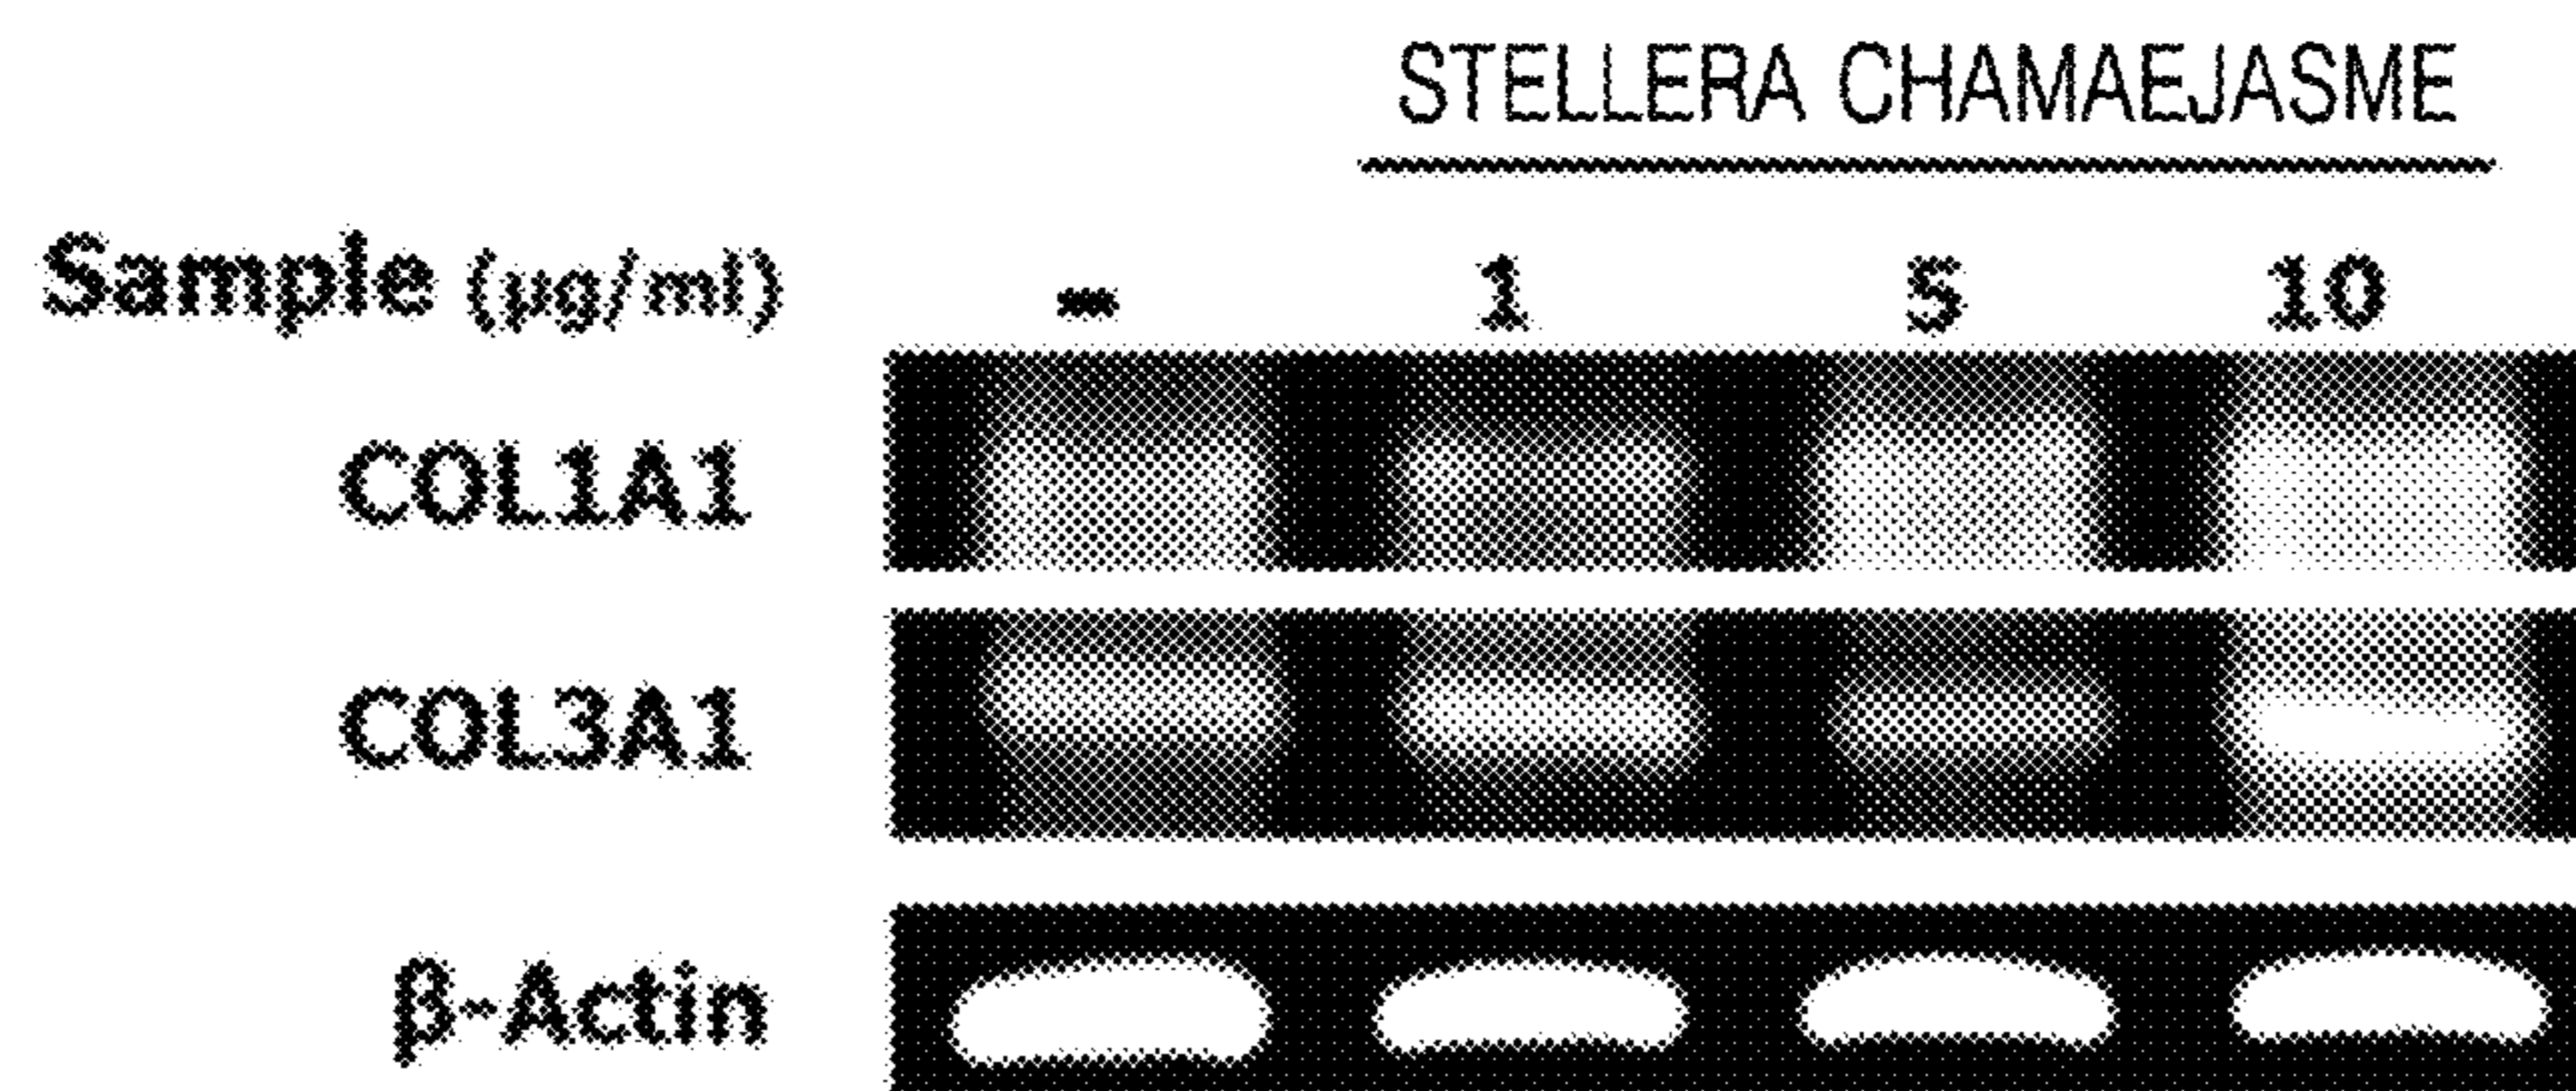 STELLERA CHAMAEJASME
Sample (µg/ml) - 1 5 10
COL1A1
COL3A1
β-Actin